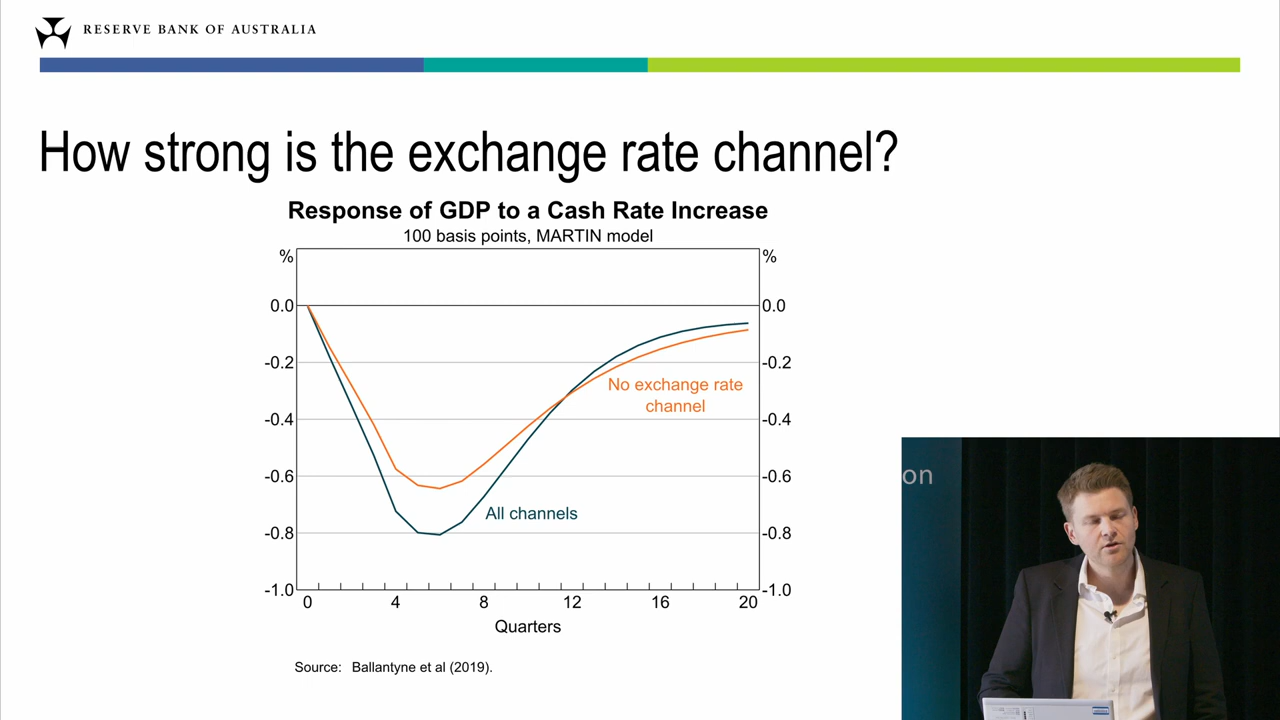 RESERVE BANK OF AUSTRALIA
How strong is the exchange rate channel?
Response of GDP to a Cash Rate Increase
100 basis points, MARTIN model
% %
0.0 0.0
-0.2 -0.2
No exchange rate
channel
-0.4 -0.4
-0.6 -0.6
All channels
-0.8 -0.8
-1.0 -1.0
0 4 8 12 16 20
Quarters
Source: Ballantyne et al (2019).
on